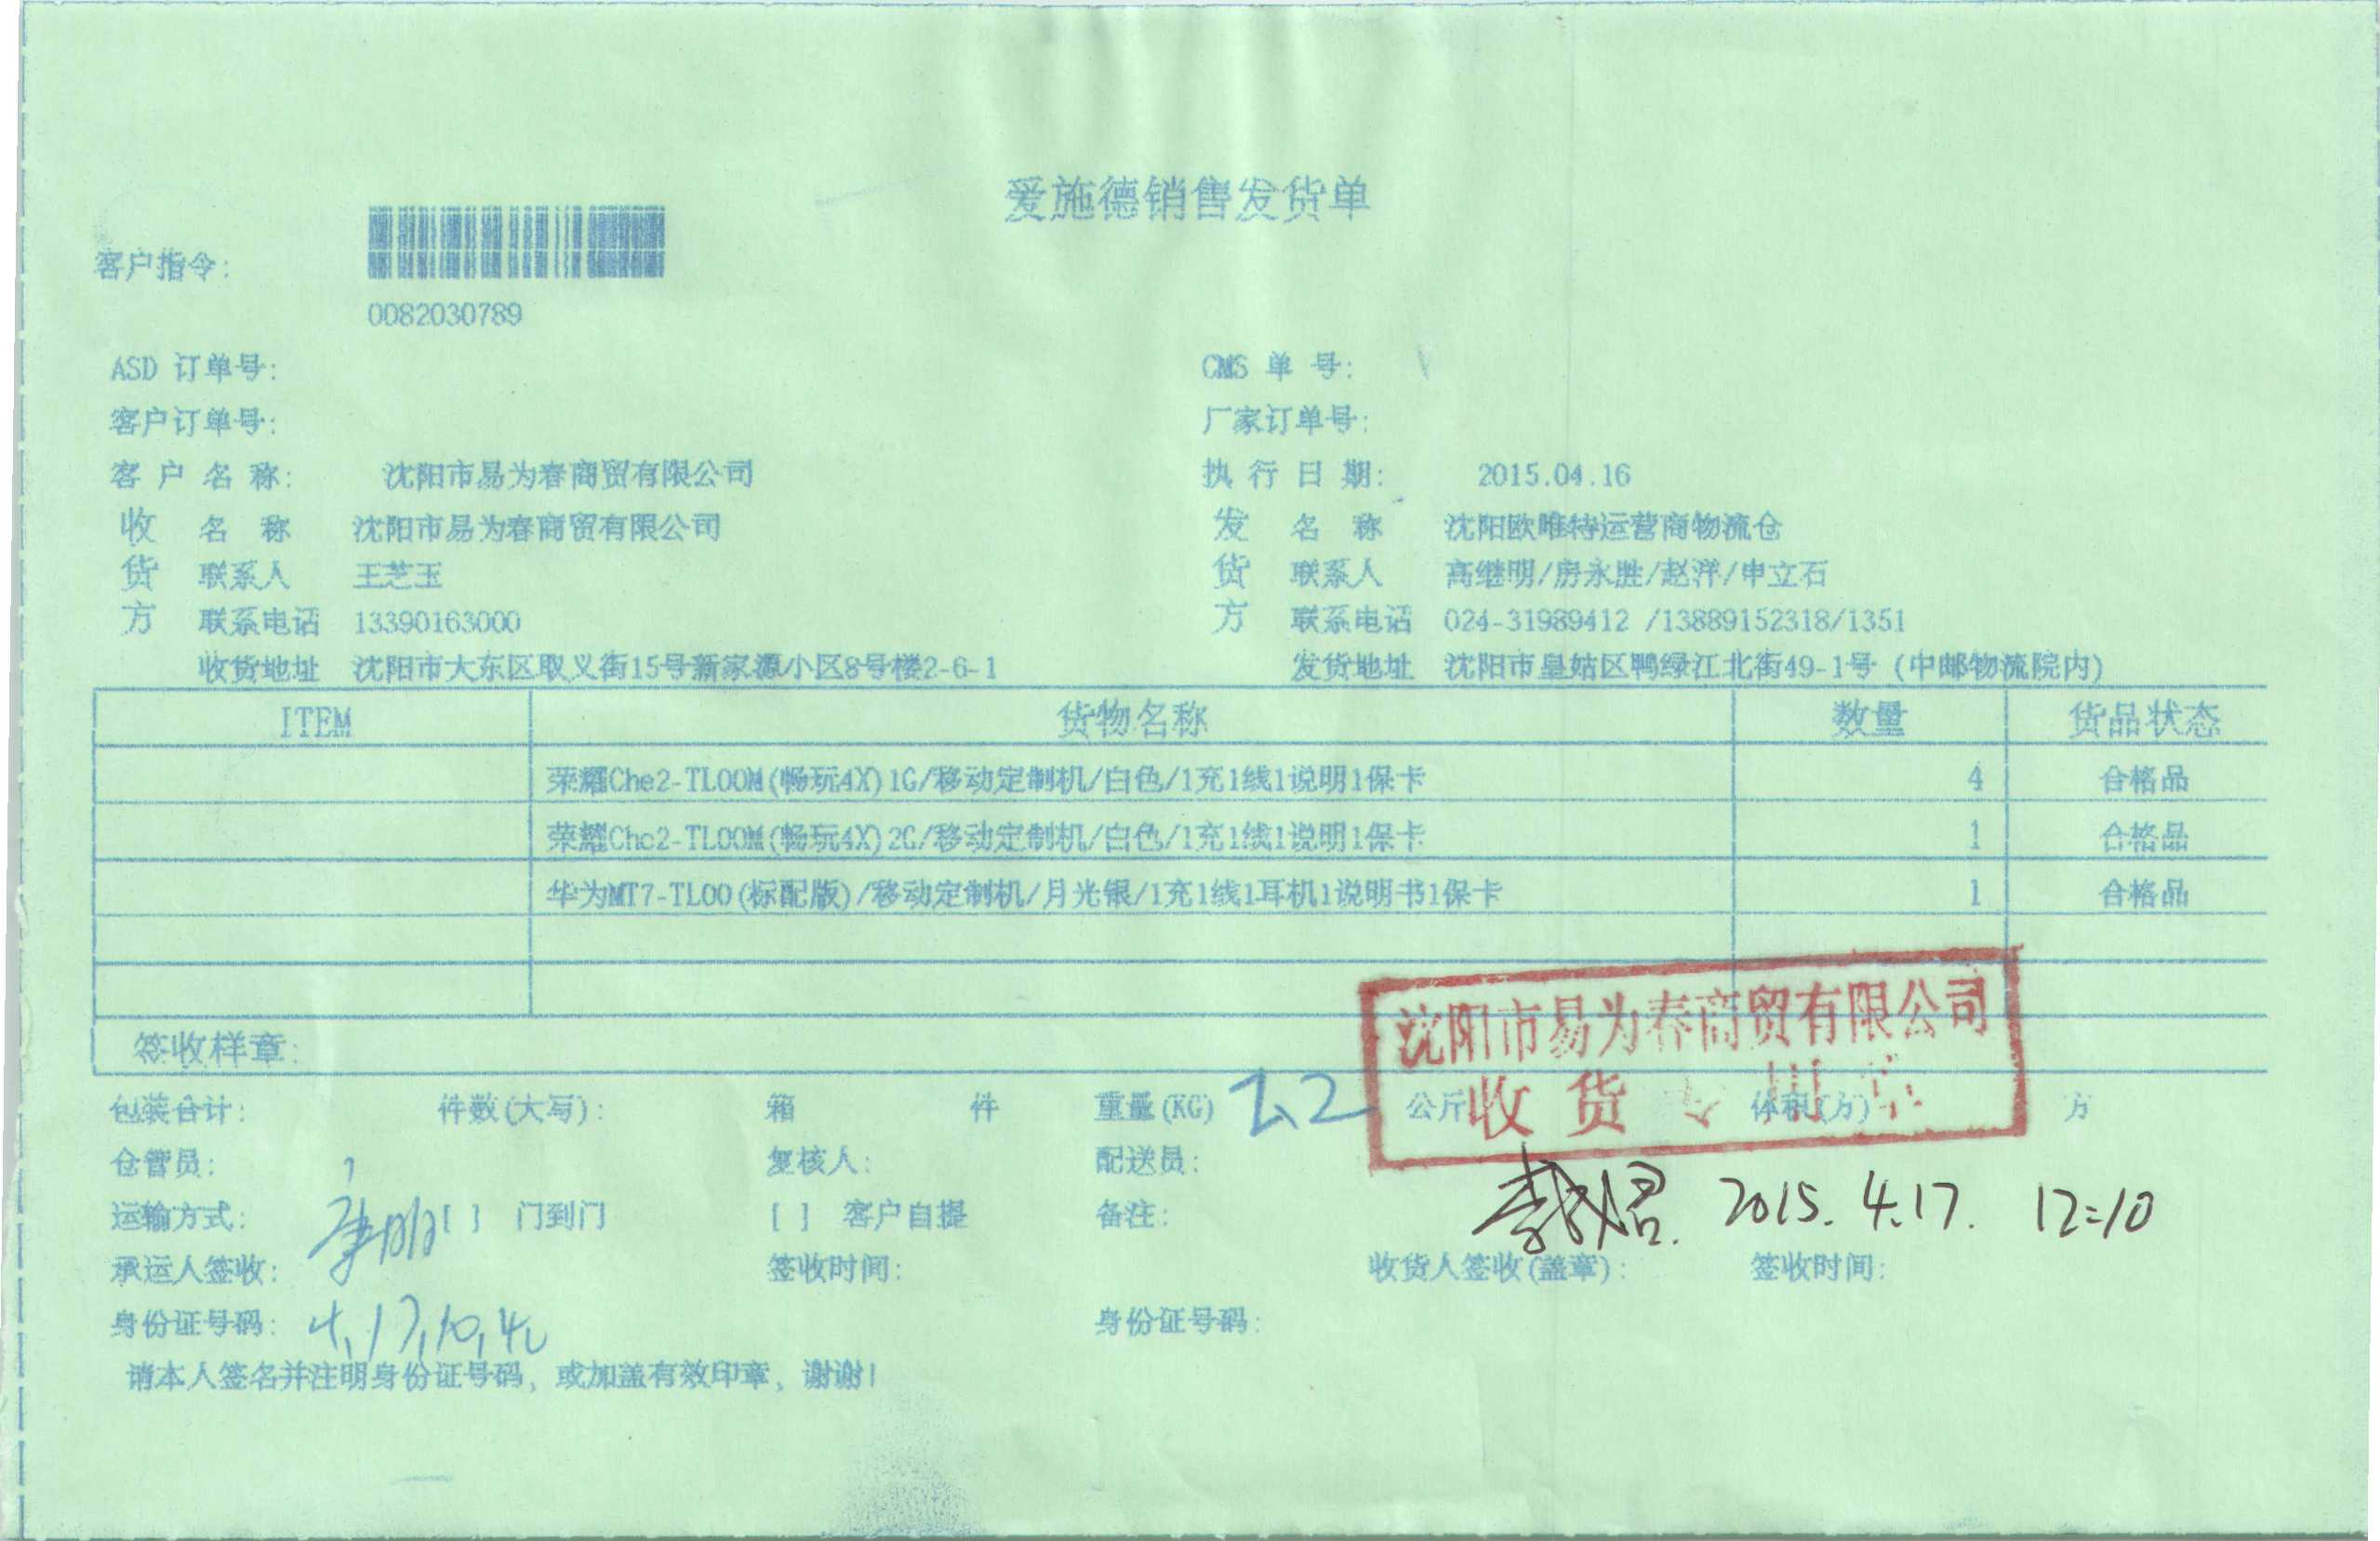 爱施德销售发货单
客户指令:
0082030789
ASD 订单号: CMS 单 号:
客户订单号: 厂家订单号:
客 户 名 称: 沈阳市易为春商贸有限公司 执 行 日 期: 2015.04.16
收 名 称 沈阳市易为春商贸有限公司 发 名 称 沈阳欧唯特运营商物流仓
货 联系人 王芝玉 货 联系人 高继明/房永胜/赵洋/申立石
方 联系电话 13390163000 方 联系电话 024-31989412 /13889152318/1351
收货地址 沈阳市大东区取义街15号新家源小区8号楼2-6-1 发货地址 沈阳市皇姑区鸭绿江北街49-1号 (中邮物流院内)
ITEM 货物名称 数量 货品状态
荣耀Che2-TL00M(畅玩4X)1G/移动定制机/白色/1充1线1说明1保卡 4 合格品
荣耀Che2-TL00M(畅玩4X)2G/移动定制机/白色/1充1线1说明1保卡 1 合格品
华为MT7-TL00(标配版)/移动定制机/月光银/1充1线1耳机1说明书1保卡 1 合格品
沈阳市易为春商贸有限公司
收货专用章
签收样章:
包装合计: 件数(大写): 箱 件 重量(KG) 2.2 公斤 体积(方) 方
仓管员: 复核人: 配送员:
运输方式: [ ] 门到门 [ ] 客户自提 备注: 2015.4.17. 12:10
承运人签收: 签收时间: 收货人签收(盖章): 签收时间:
身份证号码: 4.17.10.40 身份证号码:
请本人签名并注明身份证号码, 或加盖有效印章, 谢谢!